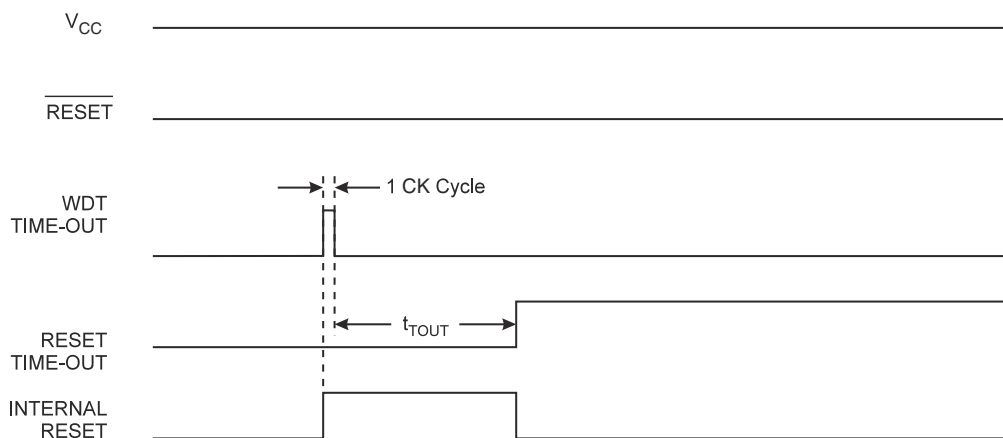 VCC
RESET
1 CK Cycle
WDT
TIME-OUT
tTOUT
RESET
TIME-OUT
INTERNAL
RESET